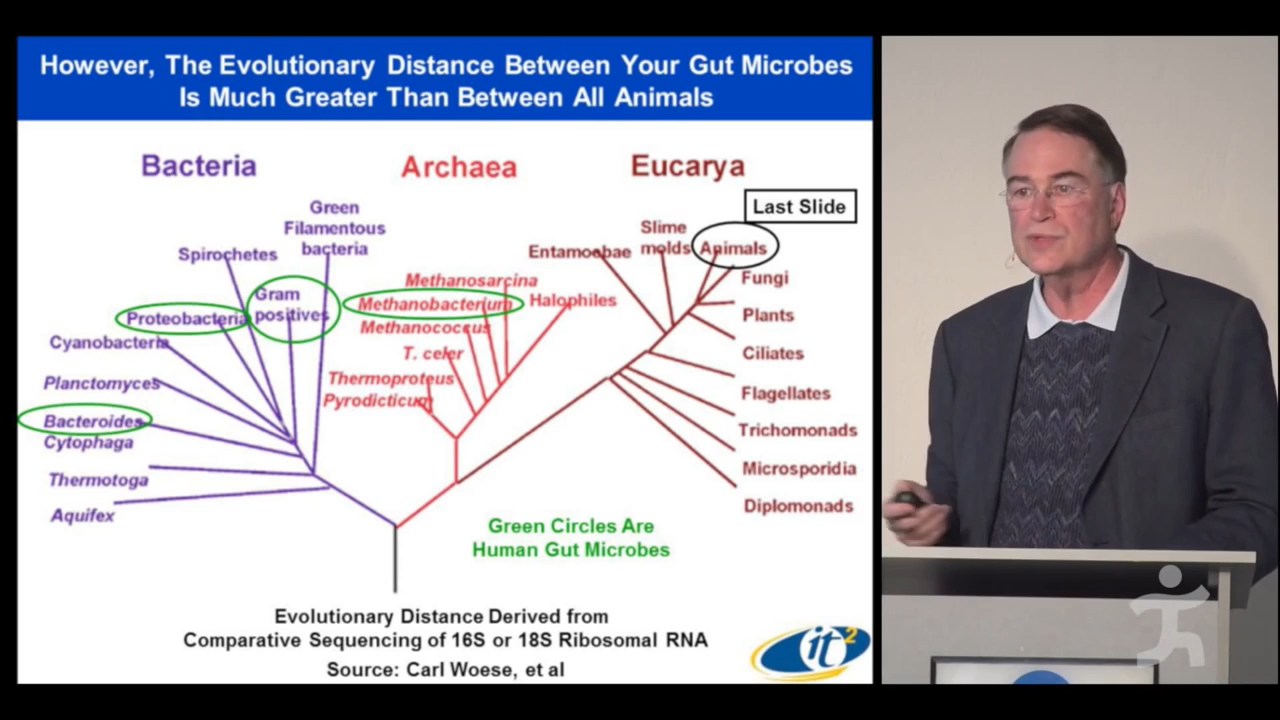 However, The Evolutionary Distance Between Your Gut Microbes
Is Much Greater Than Between All Animals
Bacteria
Archaea
Eucarya
Last Slide
Green
Filamentous
bacteria
Spirochetes
Gram
positives
Proteobacteria
Cyanobacteria
Planctomyces
Bacteroides
Cytophaga
Thermotoga
Aquifex
Methanosarcina
Methanobacterium
Halophiles
Methanococcus
T. celer
Thermoproteus
Pyrodicticum
Entamoebae
Slime
molds
Animals
Fungi
Plants
Ciliates
Flagellates
Trichomonads
Microsporidia
Diplomonads
Green Circles Are
Human Gut Microbes
Evolutionary Distance Derived from
Comparative Sequencing of 16S or 18S Ribosomal RNA
Source: Carl Woese, et al
it2